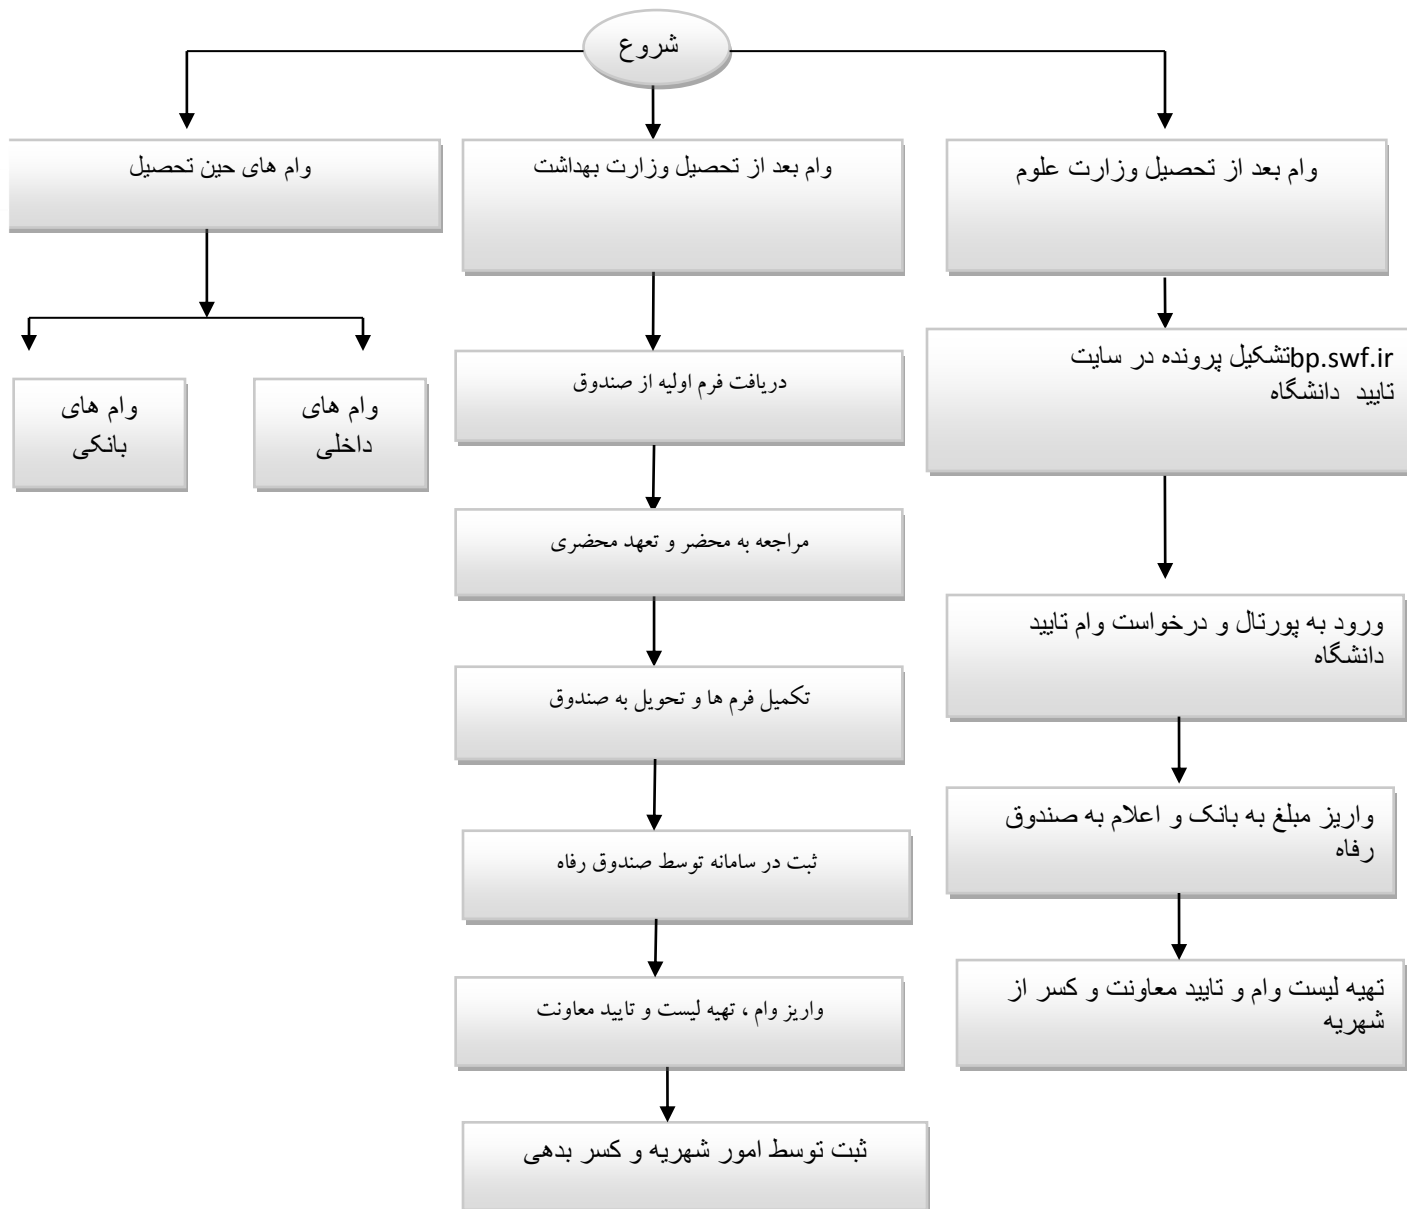 شروع
وام بعد از تحصیل وزارت علوم
وام بعد از تحصیل وزارت بهداشت
وام های حین تحصیل
تشکیل پرونده در سایت bp.swf.ir
تایید دانشگاه
ورود به پورتال و درخواست وام تایید
دانشگاه
واریز مبلغ به بانک و اعلام به صندوق
رفاه
تهیه لیست وام و تایید معاونت و کسر از
شهریه
دریافت فرم اولیه از صندوق
مراجعه به محضر و تعهد محضری
تکمیل فرم ها و تحویل به صندوق
ثبت در سامانه توسط صندوق رفاه
واریز وام ، تهیه لیست و تایید معاونت
ثبت توسط امور شهریه و کسر بدهی
وام های
داخلی
وام های
بانکی